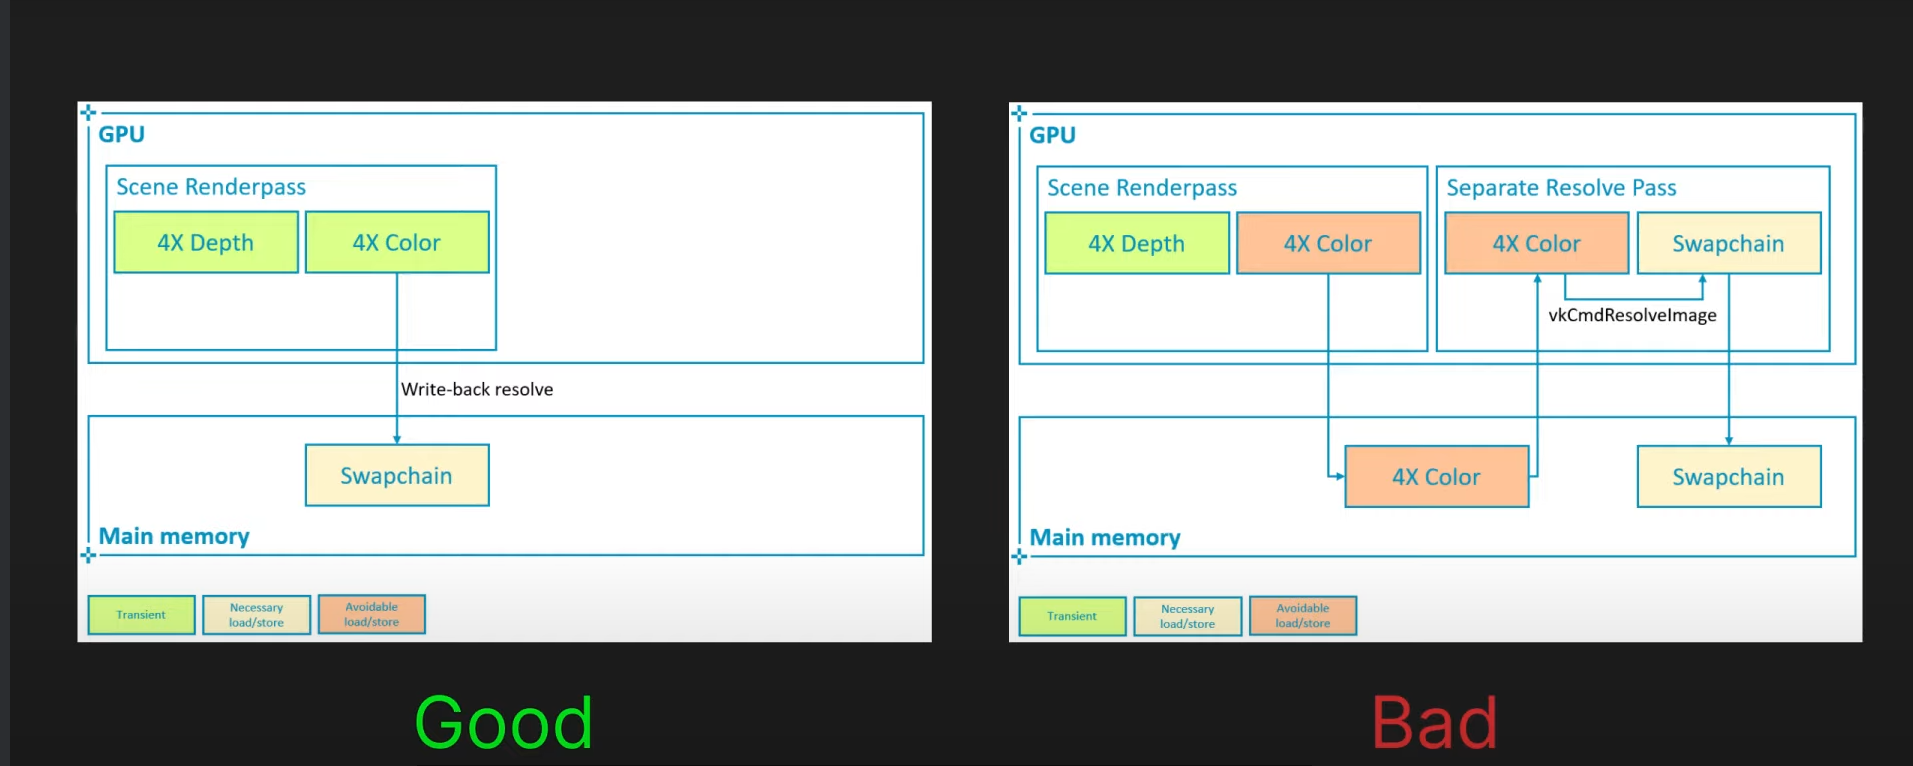 GPU
Scene Renderpass
4X Depth
4X Color
Write-back resolve
Swapchain
Main memory
Transient
Necessary
load/store
Avoidable
load/store
Good
GPU
Scene Renderpass
4X Depth
4X Color
Separate Resolve Pass
4X Color
Swapchain
vkCmdResolveImage
4X Color
Swapchain
Main memory
Transient
Necessary
load/store
Avoidable
load/store
Bad